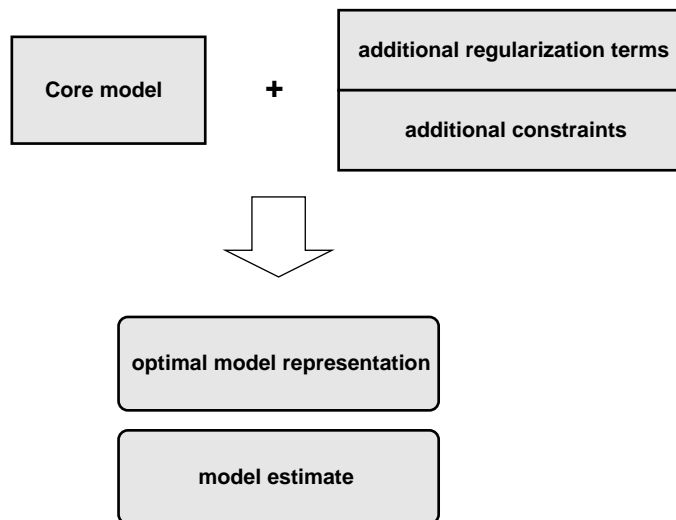 additional regularization terms
Core model
+
additional constraints
optimal model representation
model estimate